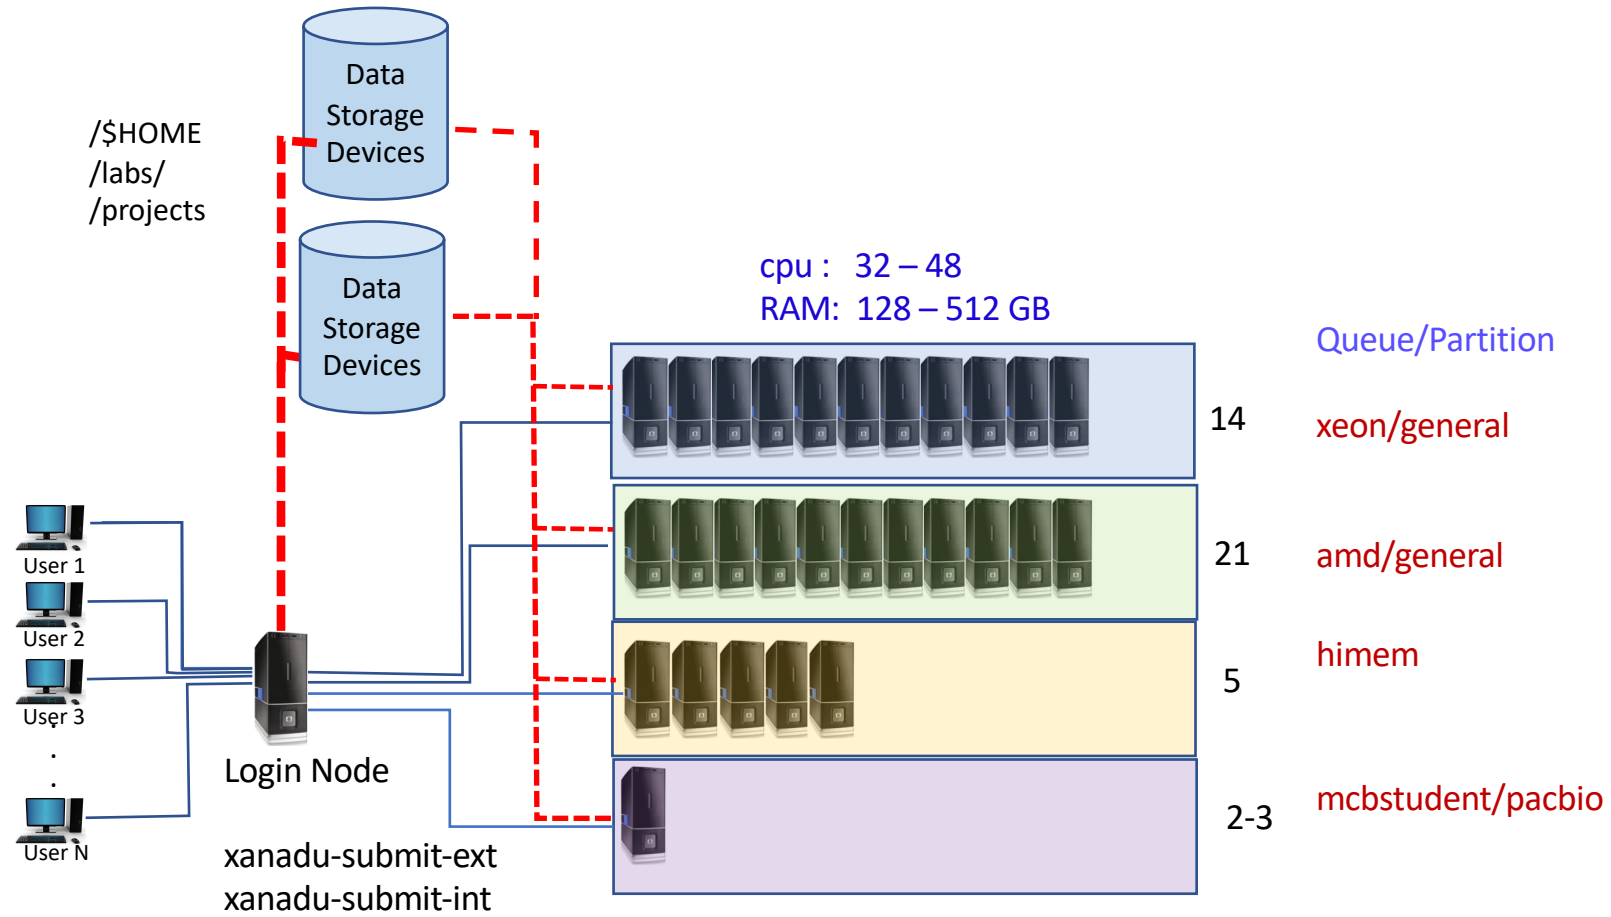 Data
Storage
Devices
/$HOME
/labs/
/projects
Data
Storage
Devices
cpu : 32 – 48
RAM: 128 – 512 GB
Queue/Partition
14
xeon/general
21
amd/general
5
himem
2-3
mcbstudent/pacbio
User 1
User 2
User 3
.
.
.
User N
Login Node
xanadu-submit-ext
xanadu-submit-int